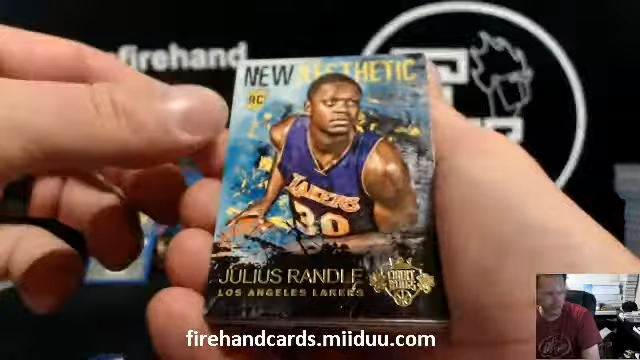 firehand
NEW AESTHETIC
RC
LAKERS
30
JULIUS RANDLE
LOS ANGELES LAKERS
COURT KINGS
firehandcards.miiduu.com